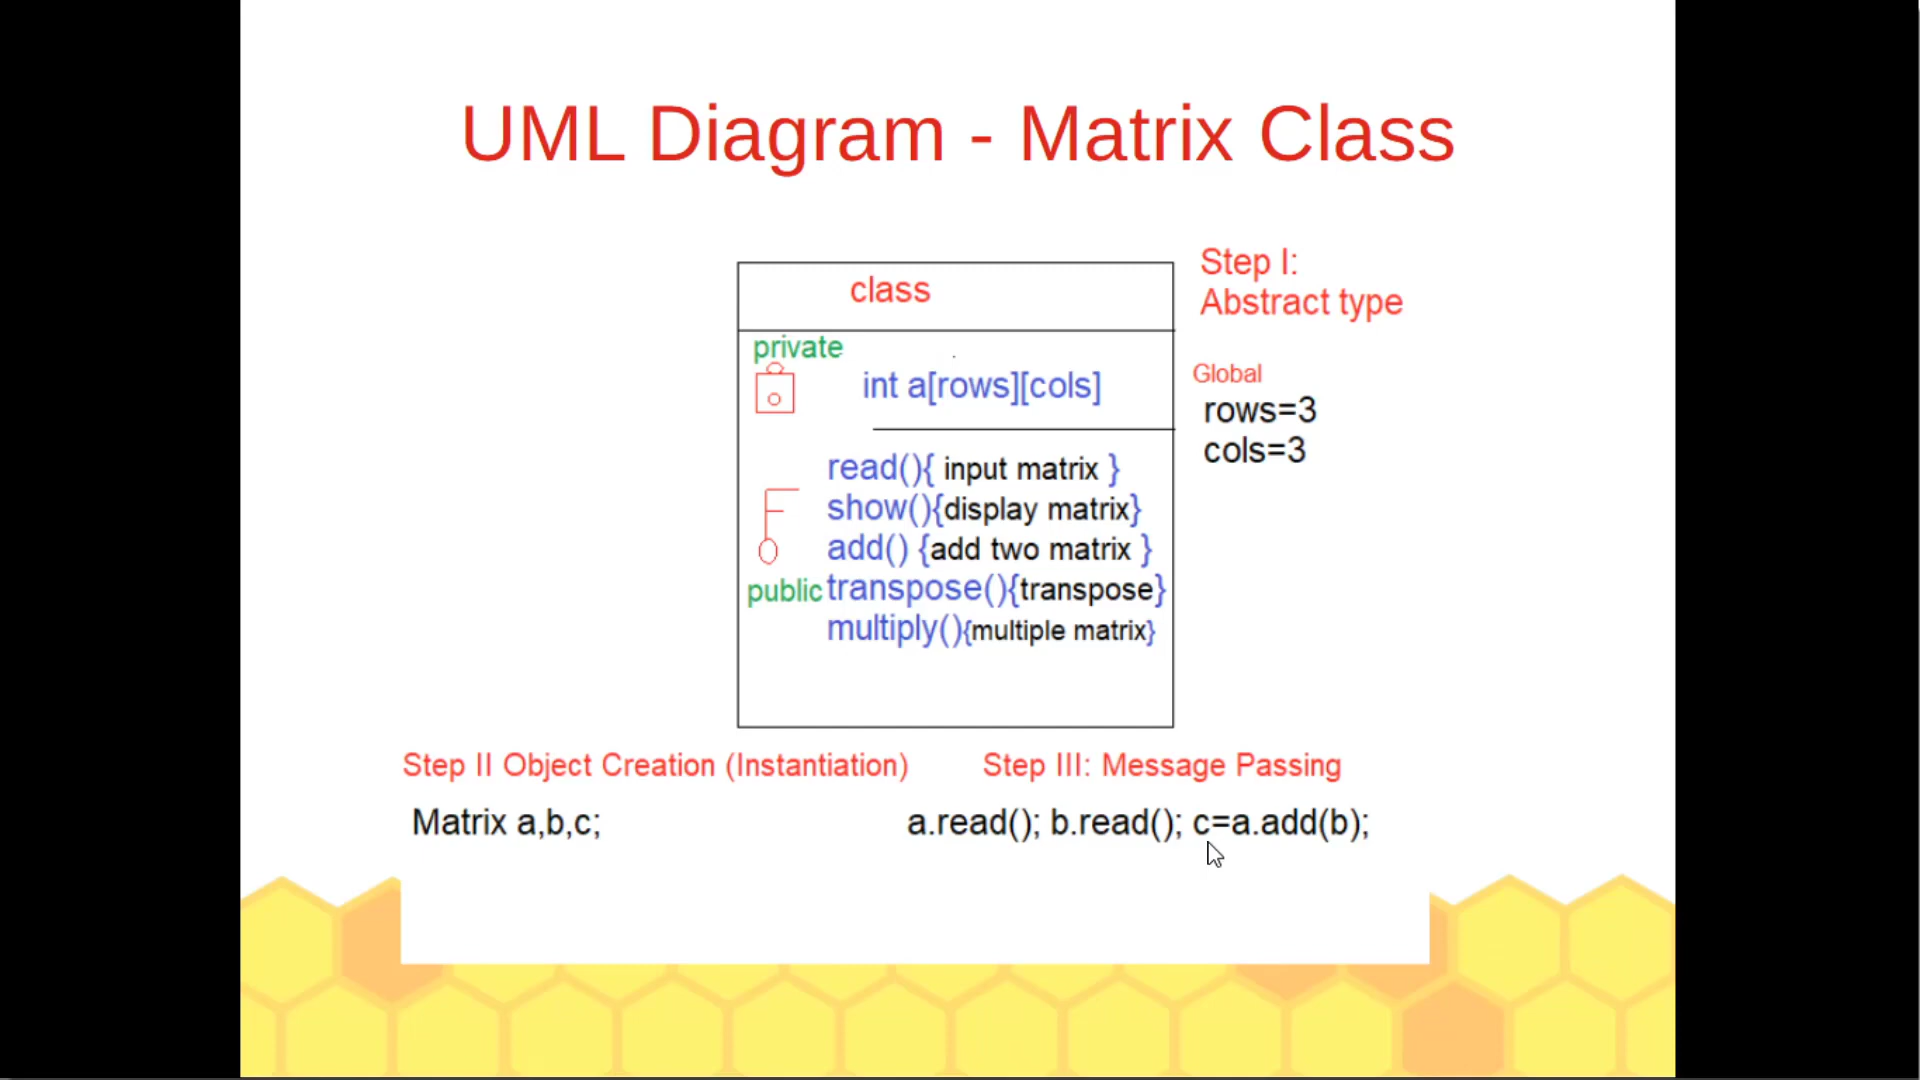 UML Diagram - Matrix Class
class
Step I:
Abstract type
private
int a[rows][cols]
Global
rows=3
cols=3
read(){ input matrix }
show(){display matrix}
add() {add two matrix }
public transpose(){transpose}
multiply(){multiple matrix}
Step II Object Creation (Instantiation)
Step III: Message Passing
Matrix a,b,c;
a.read(); b.read(); c=a.add(b);